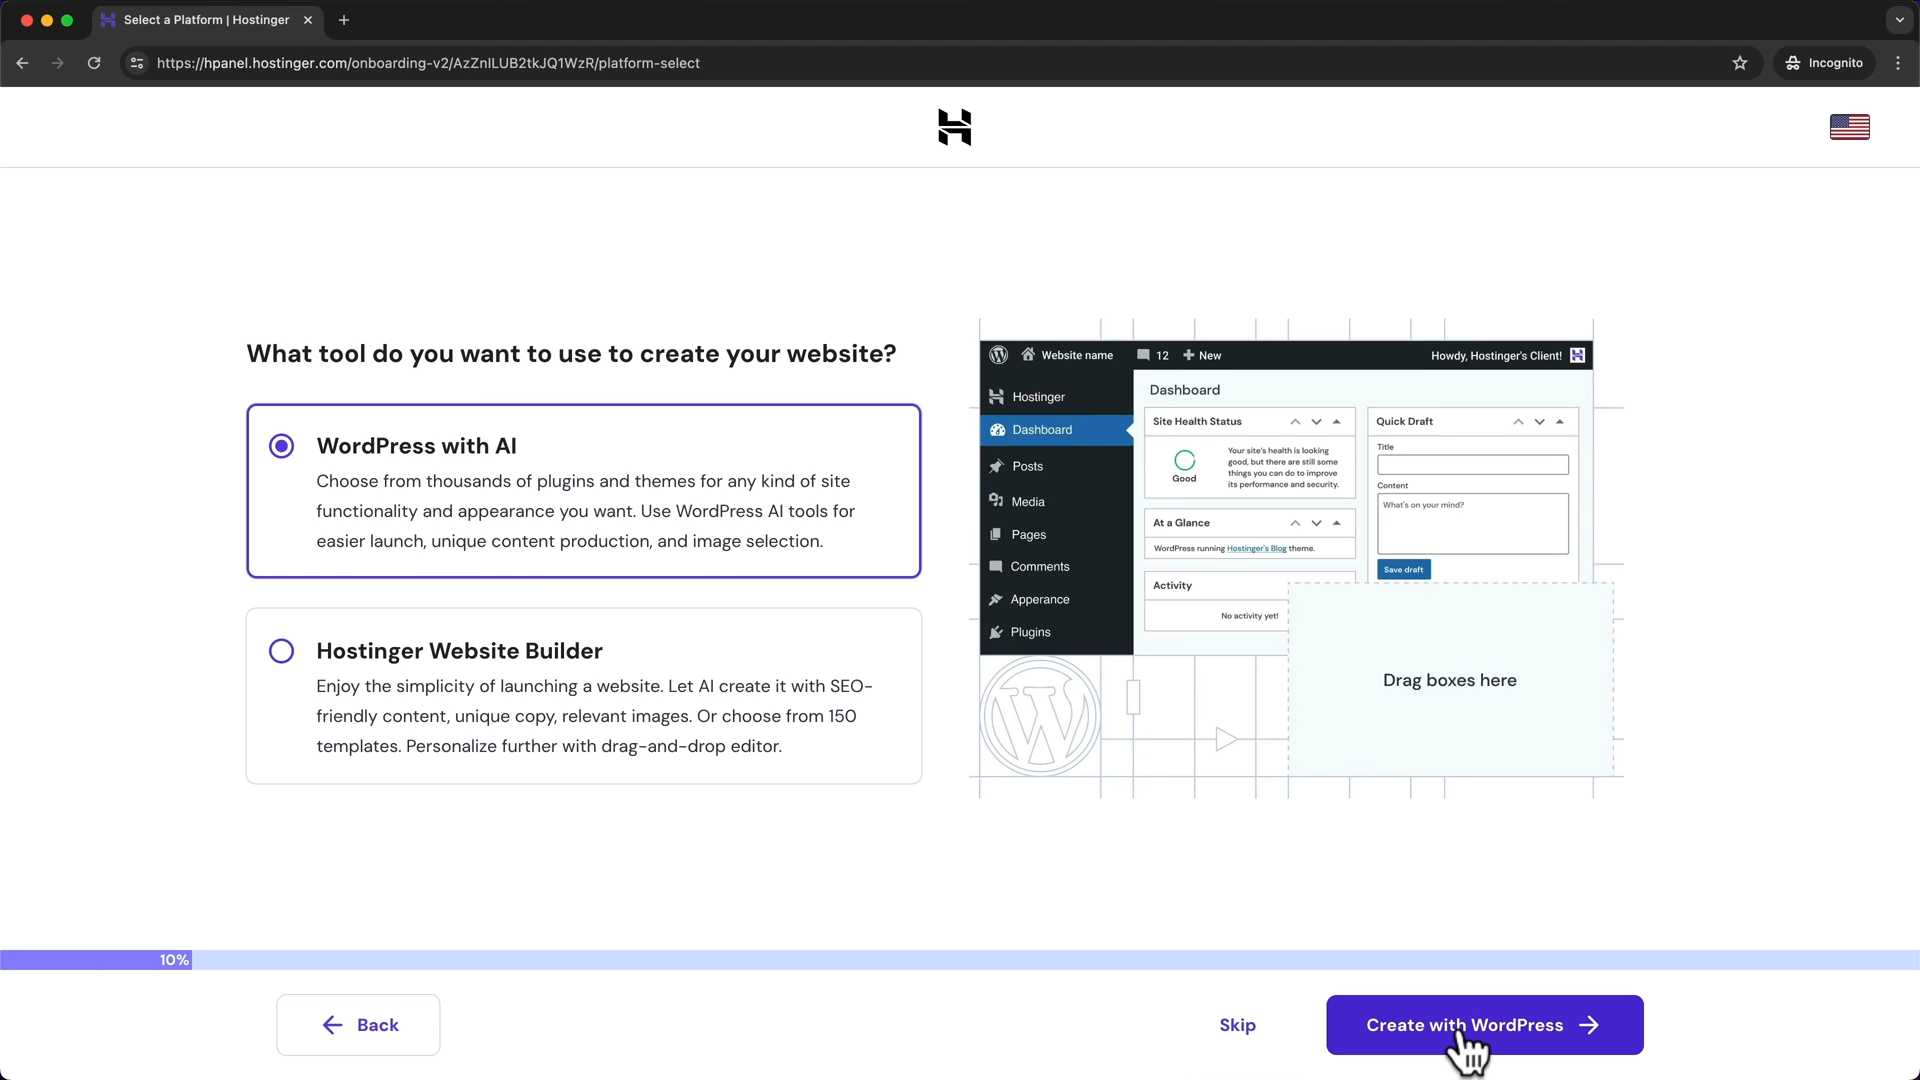 Select a Platform | Hostinger
https://hpanel.hostinger.com/onboarding-v2/AzZnILUB2tkJQ1WzR/platform-select
Incognito
What tool do you want to use to create your website?
WordPress with AI
Choose from thousands of plugins and themes for any kind of site
functionality and appearance you want. Use WordPress AI tools for
easier launch, unique content production, and image selection.
Hostinger Website Builder
Enjoy the simplicity of launching a website. Let AI create it with SEO-
friendly content, unique copy, relevant images. Or choose from 150
templates. Personalize further with drag-and-drop editor.
Website name
12
New
Howdy, Hostinger's Client!
Hostinger
Dashboard
Posts
Media
Pages
Comments
Apperance
Plugins
Dashboard
Site Health Status
Good
Your site's health is looking
good, but there are still some
things you can do to improve
its performance and security.
At a Glance
WordPress running Hostinger's Blog theme.
Activity
No activity yet!
Quick Draft
Title
Content
What's on your mind?
Save draft
Drag boxes here
10%
Back
Skip
Create with WordPress